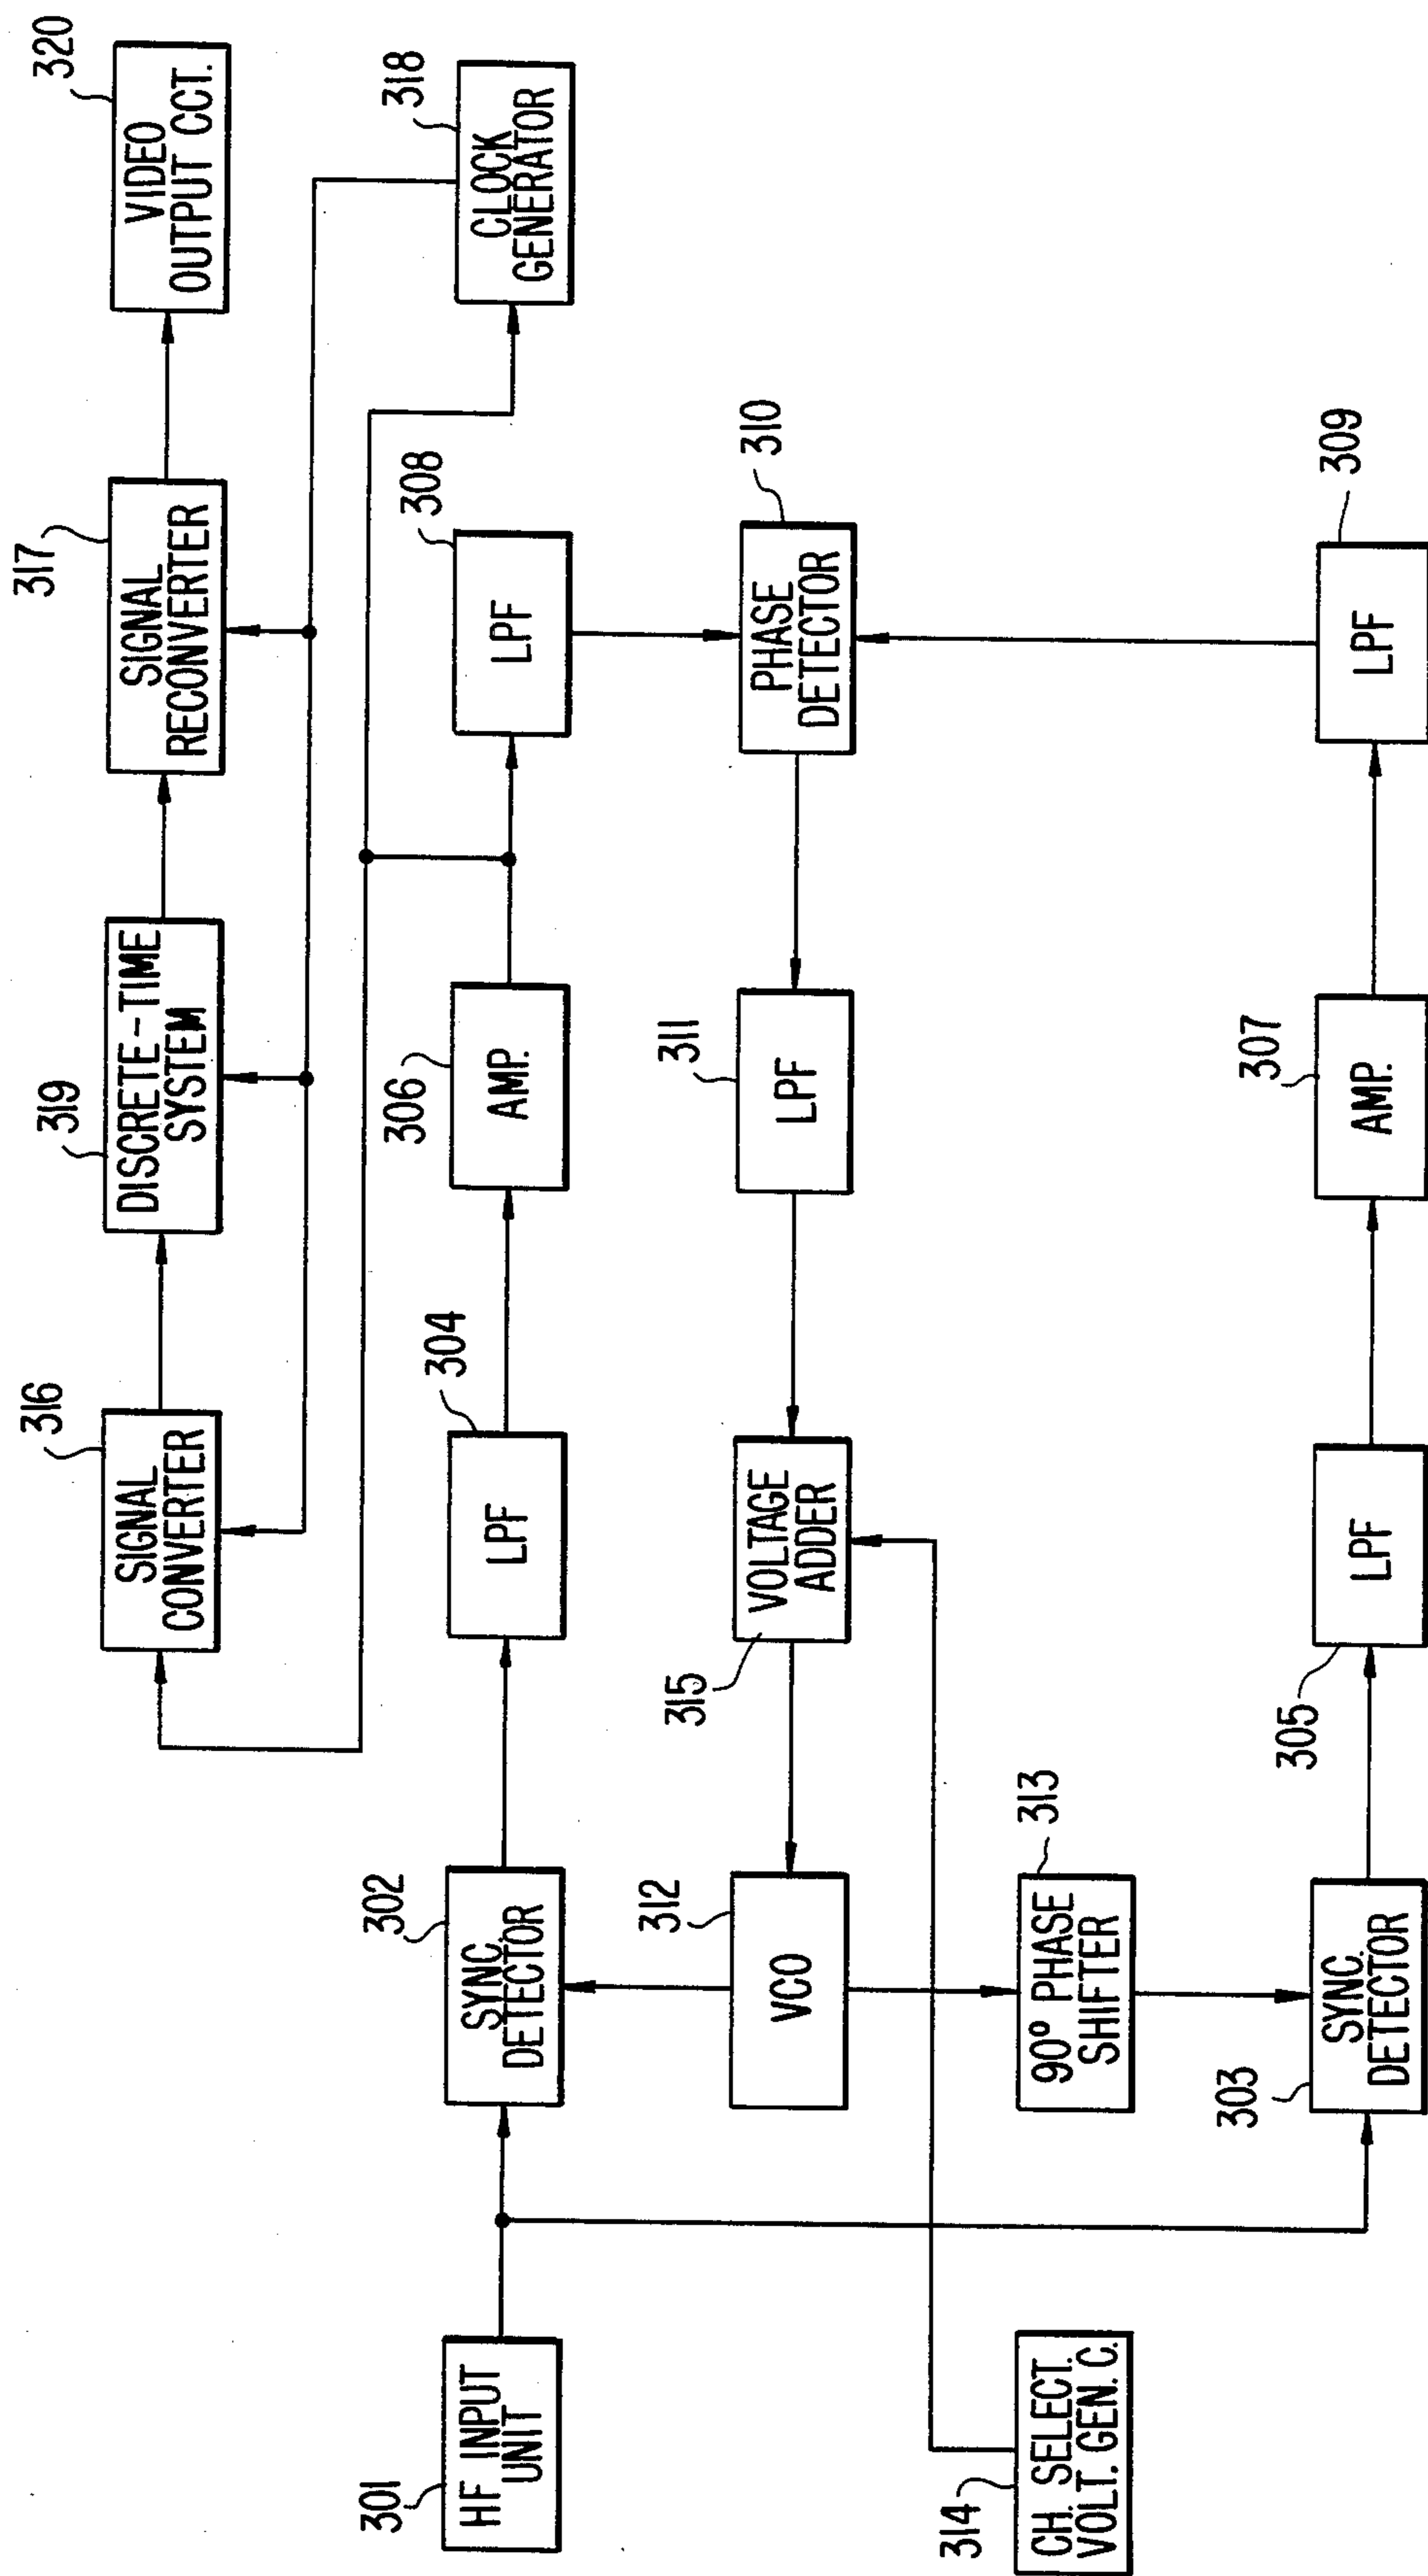 316
SIGNAL
CONVERTER
319
DISCRETE-TIME
SYSTEM
317
SIGNAL
RECONVERTER
320
VIDEO
OUTPUT CCT.
318
CLOCK
GENERATOR
301
HF INPUT
UNIT
302
SYNC.
DETECTOR
304
LPF
306
AMP.
308
LPF
312
VCO
315
VOLTAGE
ADDER
311
LPF
310
PHASE
DETECTOR
314
CH. SELECT.
VOLT. GEN. C.
313
90° PHASE
SHIFTER
303
SYNC.
DETECTOR
305
LPF
307
AMP.
309
LPF